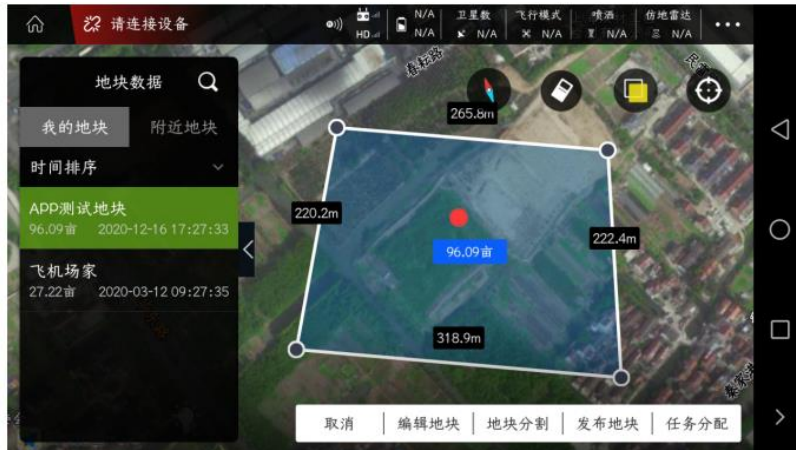 请连接设备
HD
N/A
N/A
卫星数
N/A
飞行模式
N/A
喷洒
N/A
仿地雷达
N/A
地块数据
我的地块 附近地块
时间排序
APP测试地块
96.09亩 2020-12-16 17:27:33
飞机场家
27.22亩 2020-03-12 09:27:35
春耘路
265.8m
220.2m
222.4m
96.09亩
318.9m
取消 编辑地块 地块分割 发布地块 任务分配